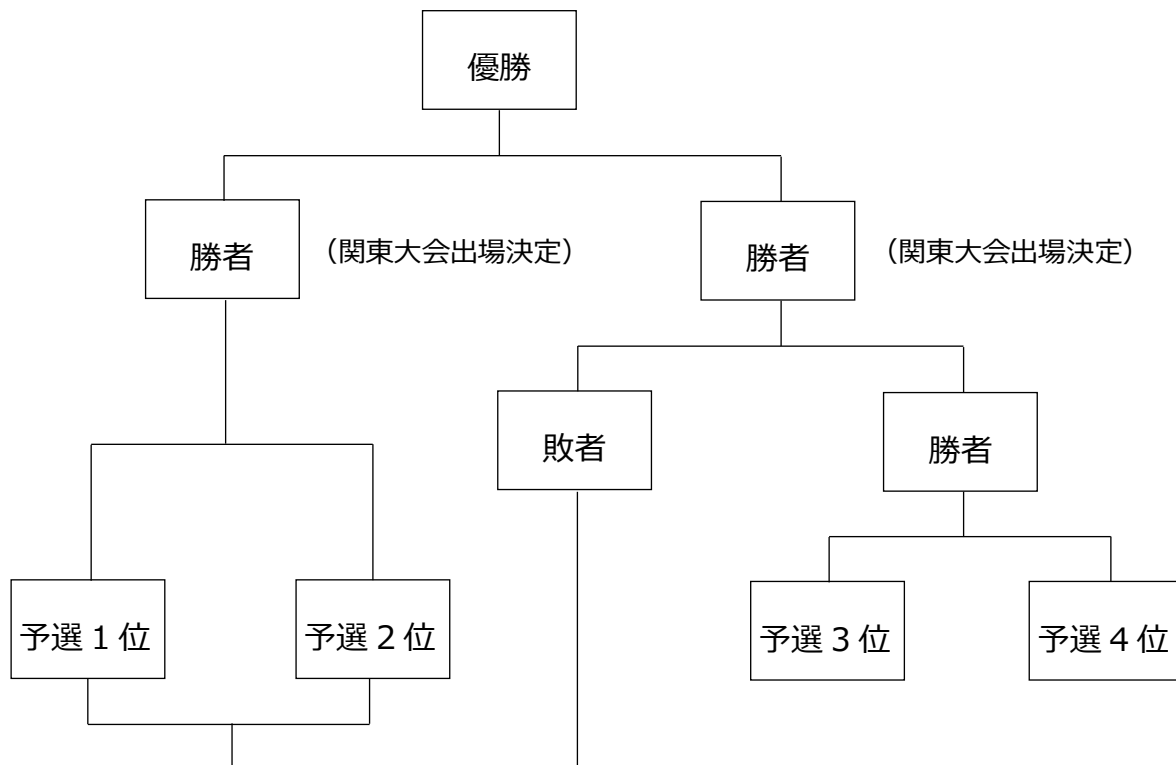 優勝
勝者
（関東大会出場決定）
勝者
（関東大会出場決定）
敗者
勝者
予選１位
予選２位
予選３位
予選４位